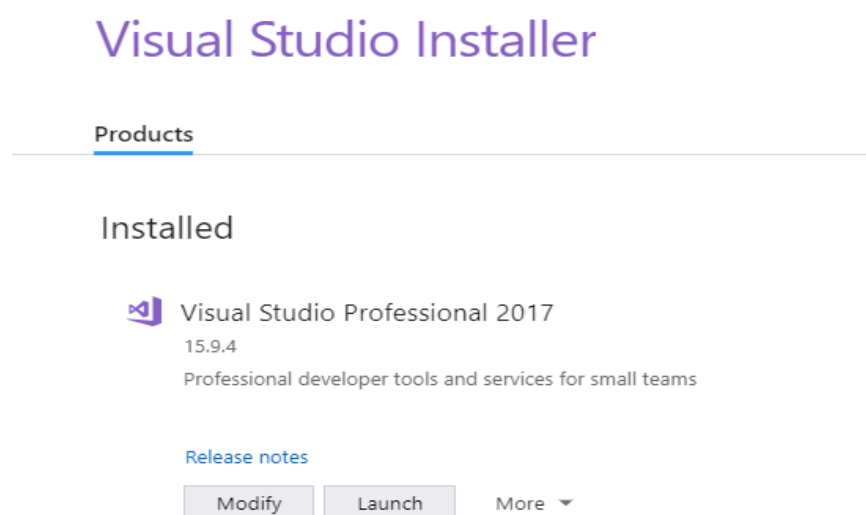 Visual Studio Installer
Products
Installed
Visual Studio Professional 2017
15.9.4
Professional developer tools and services for small teams
Release notes
Modify Launch More